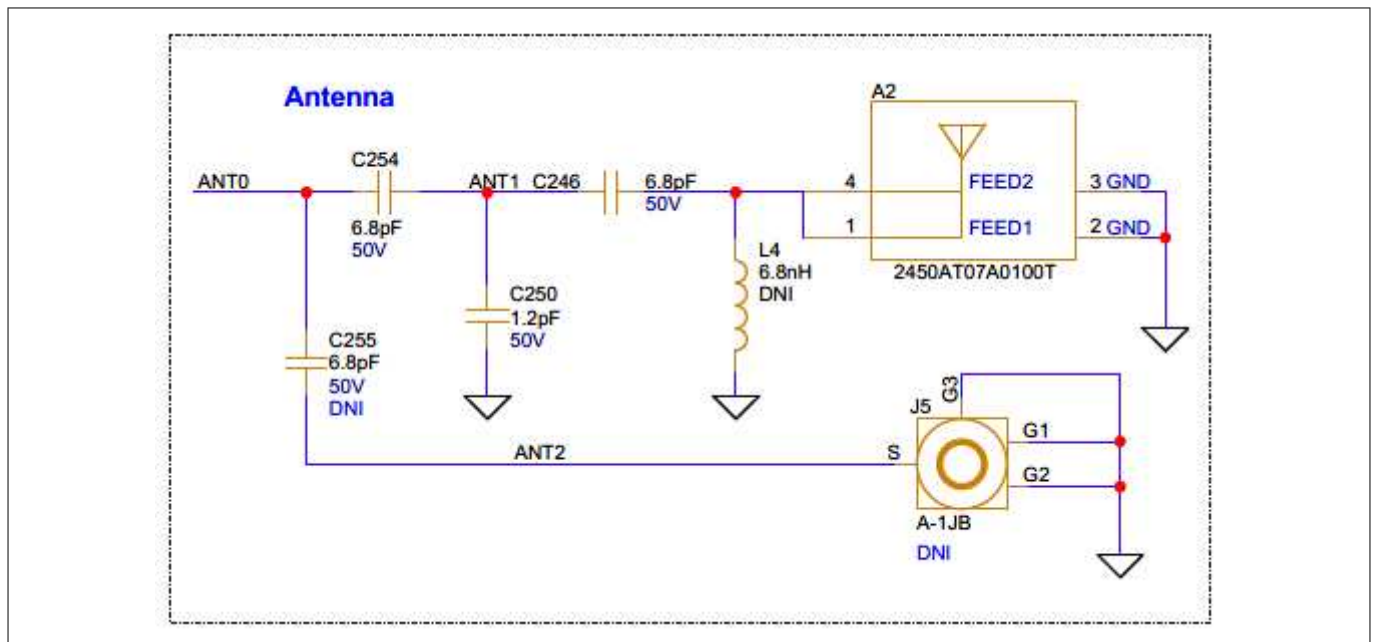 Antenna
A2
ANT0
C254
6.8pF
50V
ANT1
C246
6.8pF
50V
4
FEED2
3 GND
1
FEED1
2 GND
2450AT07A0100T
L4
6.8nH
DNI
C250
1.2pF
50V
C255
6.8pF
50V
DNI
G3
J5
G1
ANT2
S
G2
A-1JB
DNI